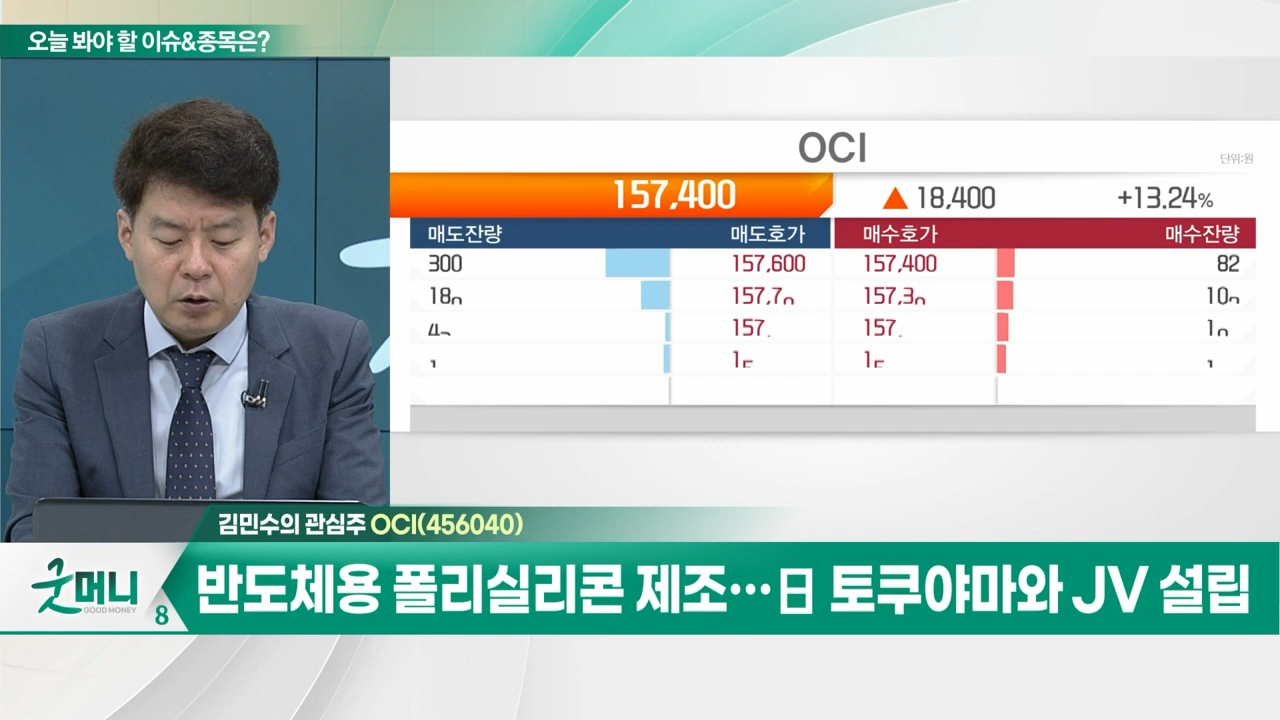 오늘 봐야 할 이슈&종목은?
OCI
단위:원
157,400 ▲ 18,400 +13.24%
매도잔량 매도호가 매수호가 매수잔량
300 157,600 157,400 82
김민수의 관심주 OCI(456040)
굿머니
GOOD MONEY
8
반도체용 폴리실리콘 제조…日 토쿠야마와 JV 설립